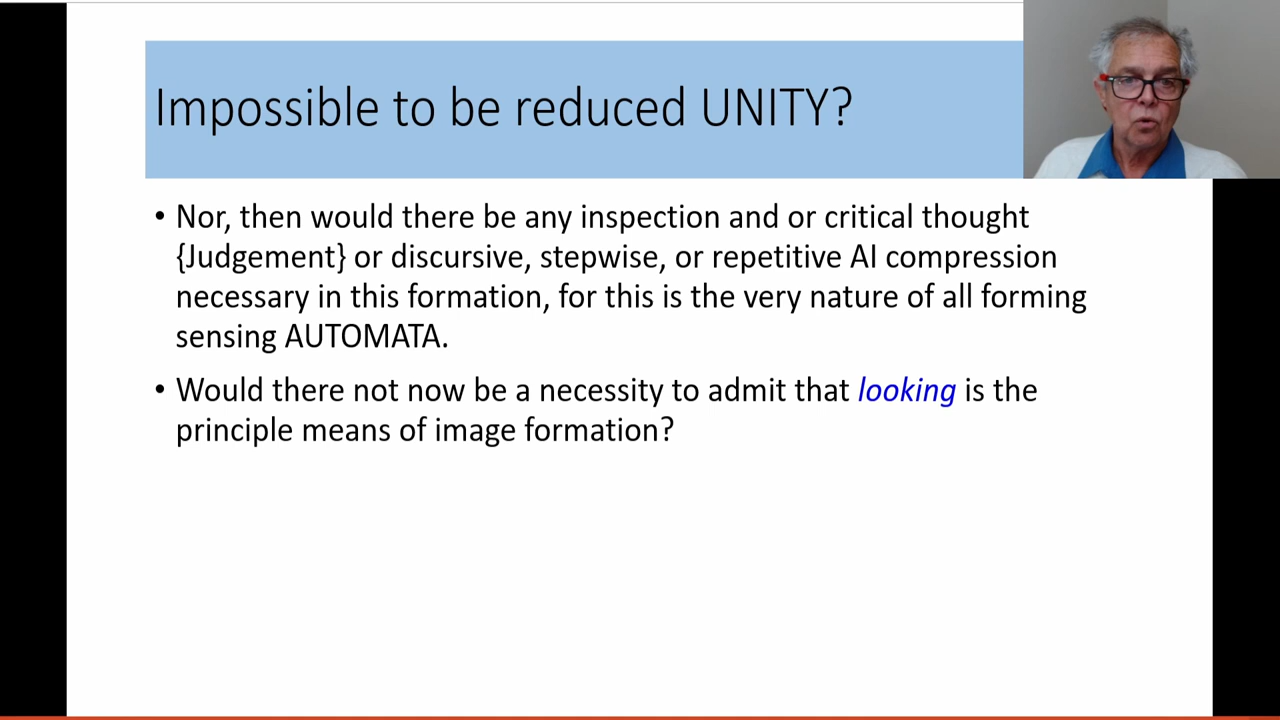 Impossible to be reduced UNITY?
• Nor, then would there be any inspection and or critical thought
{Judgement} or discursive, stepwise, or repetitive AI compression
necessary in this formation, for this is the very nature of all forming
sensing AUTOMATA.
• Would there not now be a necessity to admit that looking is the
principle means of image formation?